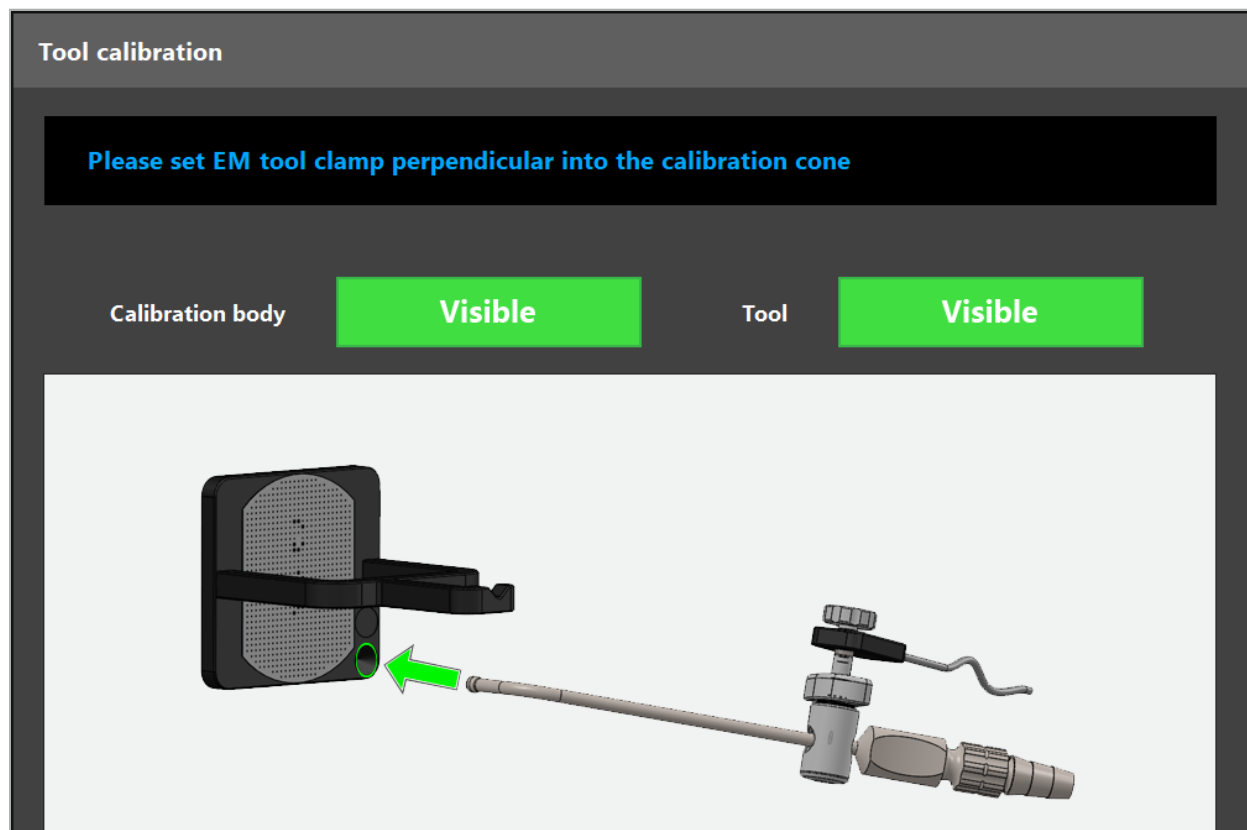 Tool calibration
Please set EM tool clamp perpendicular into the calibration cone
Calibration body
Visible
Tool
Visible